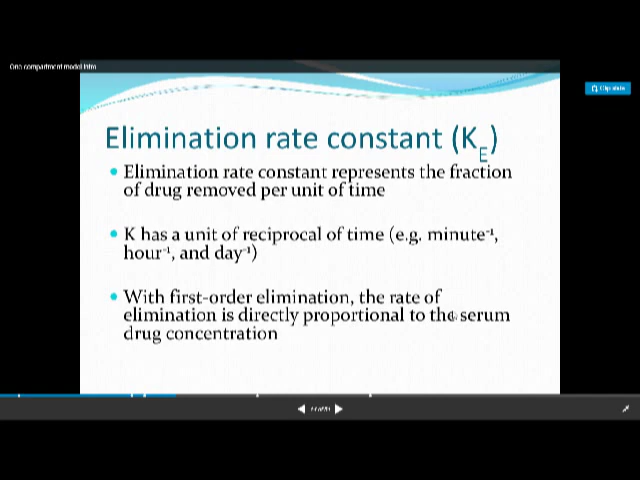 One compartment model intro
Clip slide
Elimination rate constant (K_E)
• Elimination rate constant represents the fraction
of drug removed per unit of time
• K has a unit of reciprocal of time (e.g. minute⁻¹,
hour⁻¹, and day⁻¹)
• With first-order elimination, the rate of
elimination is directly proportional to the serum
drug concentration